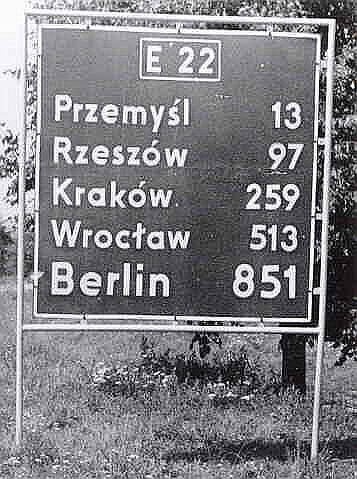 E 22
Przemyśl 13
Rzeszów 97
Kraków 259
Wrocław 513
Berlin 851